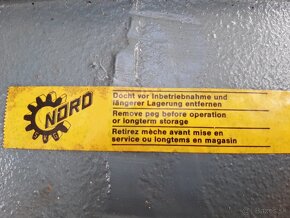 NORD
Docht vor Inbetriebnahme und
längerer Lagerung entfernen
Remove peg before operation
or longterm storage
Retirez mèche avant mise en
service ou longtems en magasin